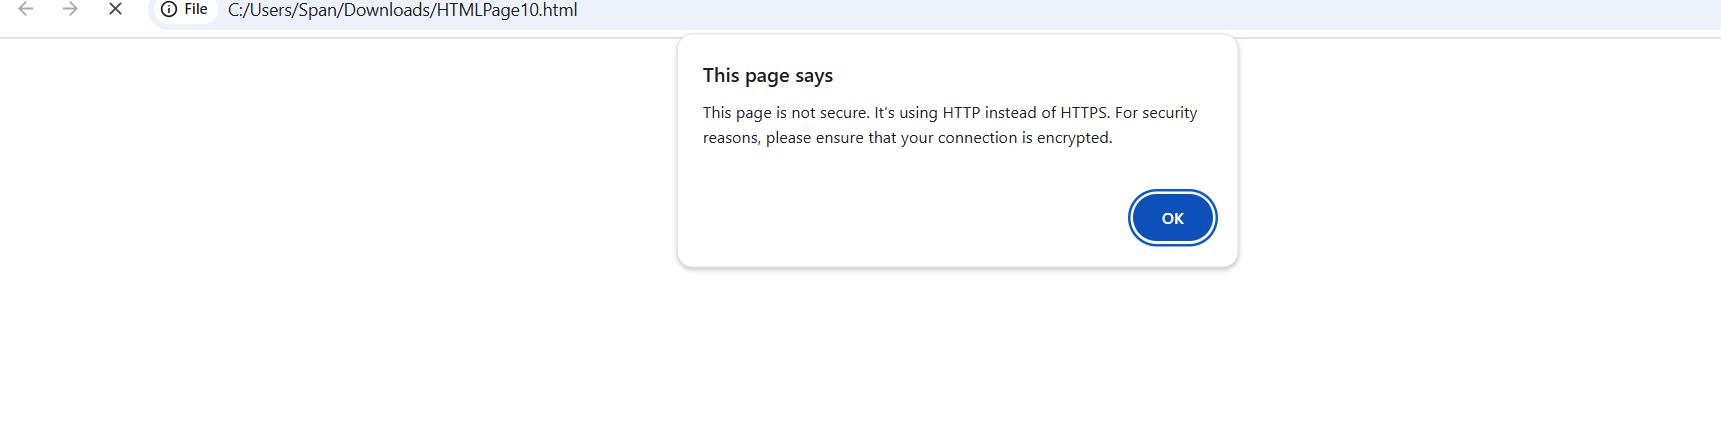 File C:/Users/Span/Downloads/HTMLPage10.html
This page says
This page is not secure. It's using HTTP instead of HTTPS. For security
reasons, please ensure that your connection is encrypted.
OK